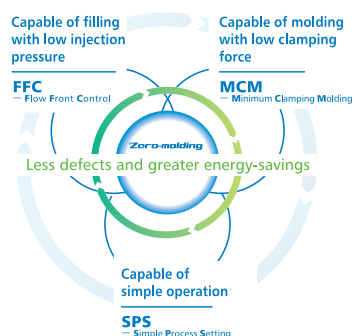 Capable of filling
with low injection
pressure
FFC
— Flow Front Control
Capable of molding
with low clamping
force
MCM
— Minimum Clamping Molding
Zero-molding
Less defects and greater energy-savings
Capable of
simple operation
SPS
— Simple Process Setting